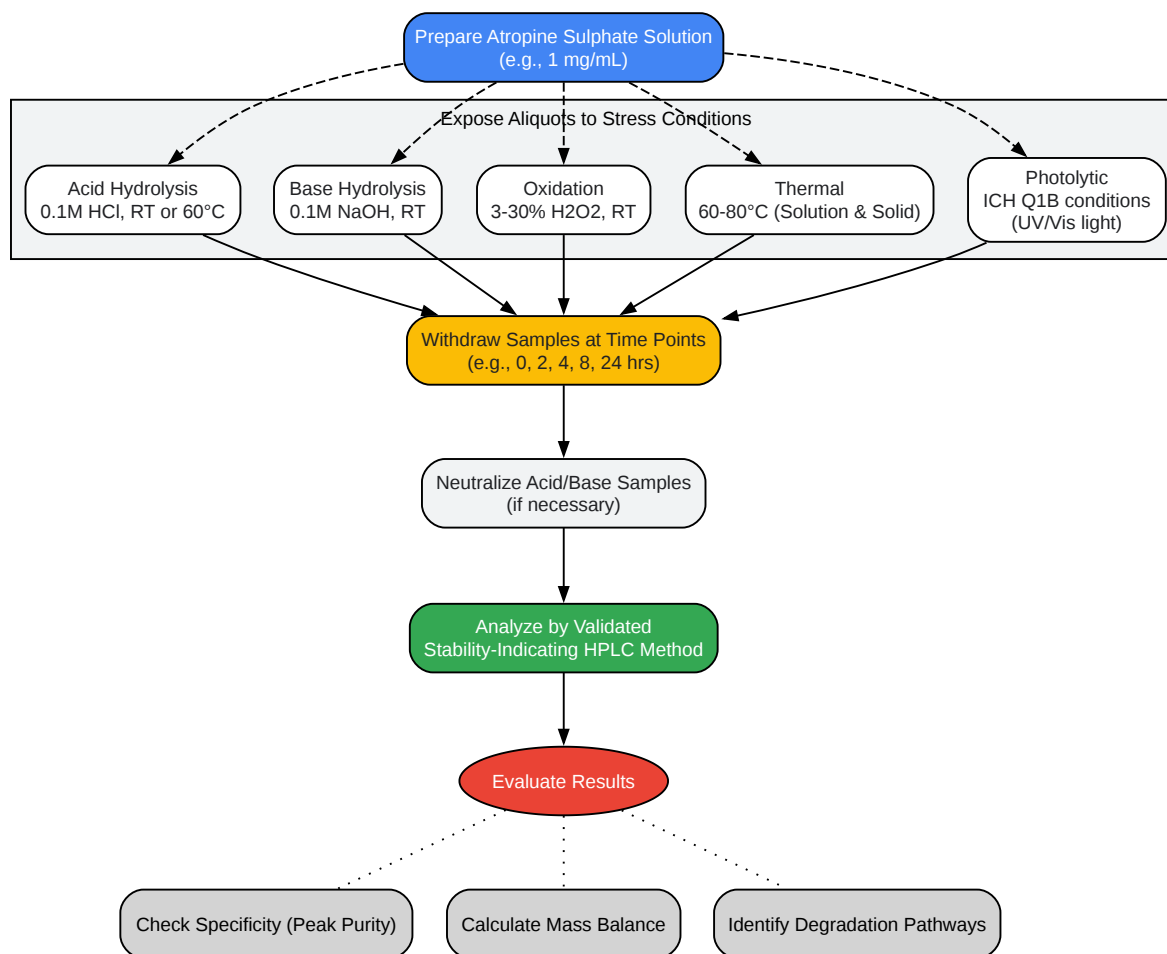 Prepare Atropine Sulphate Solution
(e.g., 1 mg/mL)
Expose Aliquots to Stress Conditions
Acid Hydrolysis
0.1M HCl, RT or 60°C
Base Hydrolysis
0.1M NaOH, RT
Oxidation
3-30% H2O2, RT
Thermal
60-80°C (Solution & Solid)
Photolytic
ICH Q1B conditions
(UV/Vis light)
Withdraw Samples at Time Points
(e.g., 0, 2, 4, 8, 24 hrs)
Neutralize Acid/Base Samples
(if necessary)
Analyze by Validated
Stability-Indicating HPLC Method
Evaluate Results
Check Specificity (Peak Purity)
Calculate Mass Balance
Identify Degradation Pathways